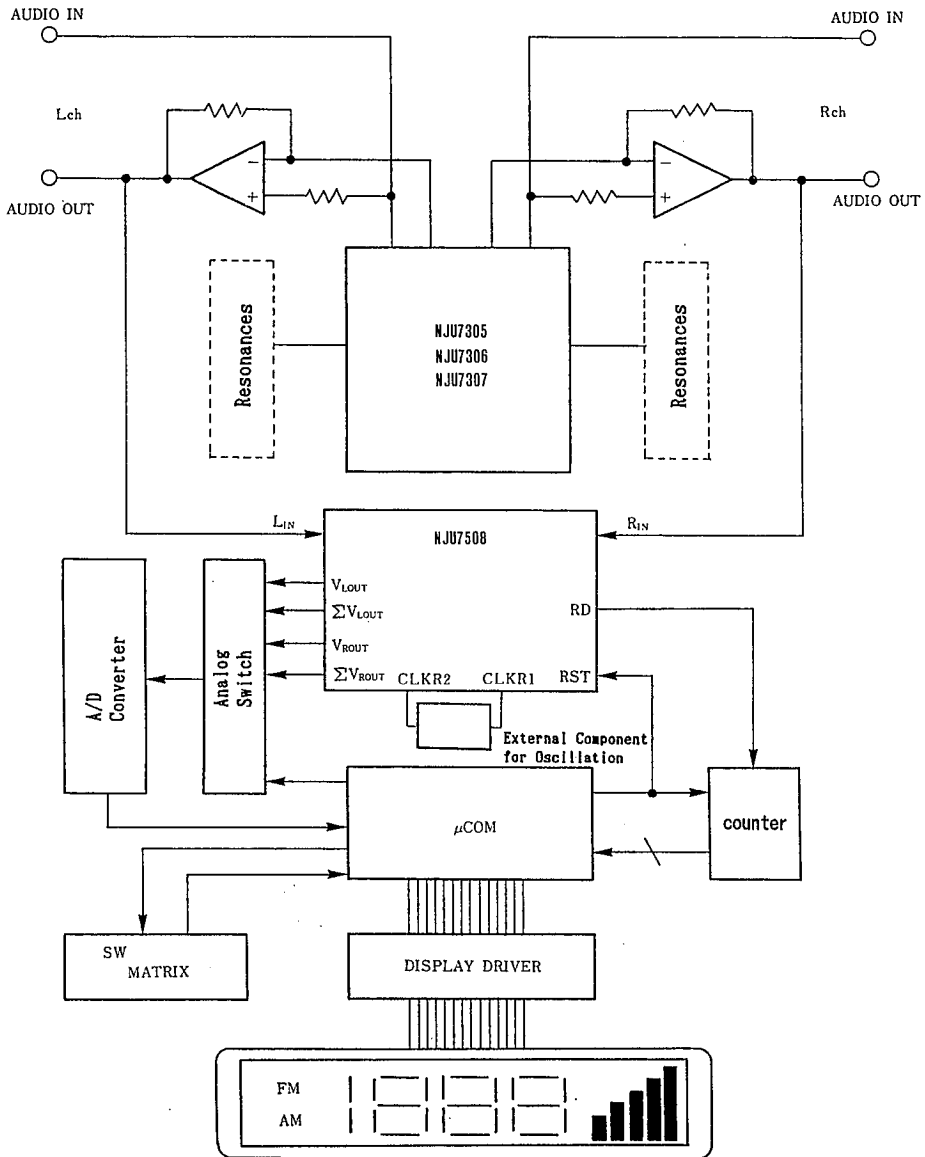 AUDIO IN
AUDIO IN
Lch
Rch
AUDIO OUT
AUDIO OUT
Resonances
NJU7305
NJU7306
NJU7307
Resonances
LIN
RIN
NJU7508
VLOUT
ΣVLOUT
VROUT
ΣVROUT
RD
CLKR2
CLKR1
RST
A/D
Converter
Analog
Switch
External Component
for Oscillation
μCOM
counter
SW
MATRIX
DISPLAY DRIVER
FM
AM
1888